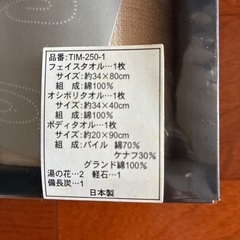 品番:TIM-250-1
フェイスタオル…1枚
サイズ:約34×80cm
組　成:綿100%
オシボリタオル…1枚
サイズ:約34×40cm
組　成:綿100%
ボディタオル…1枚
サイズ:約20×90cm
組　成:パイル 綿70%
ケナフ30%
グランド綿100%
湯の花…2　軽石…1
備長炭…1
日本製